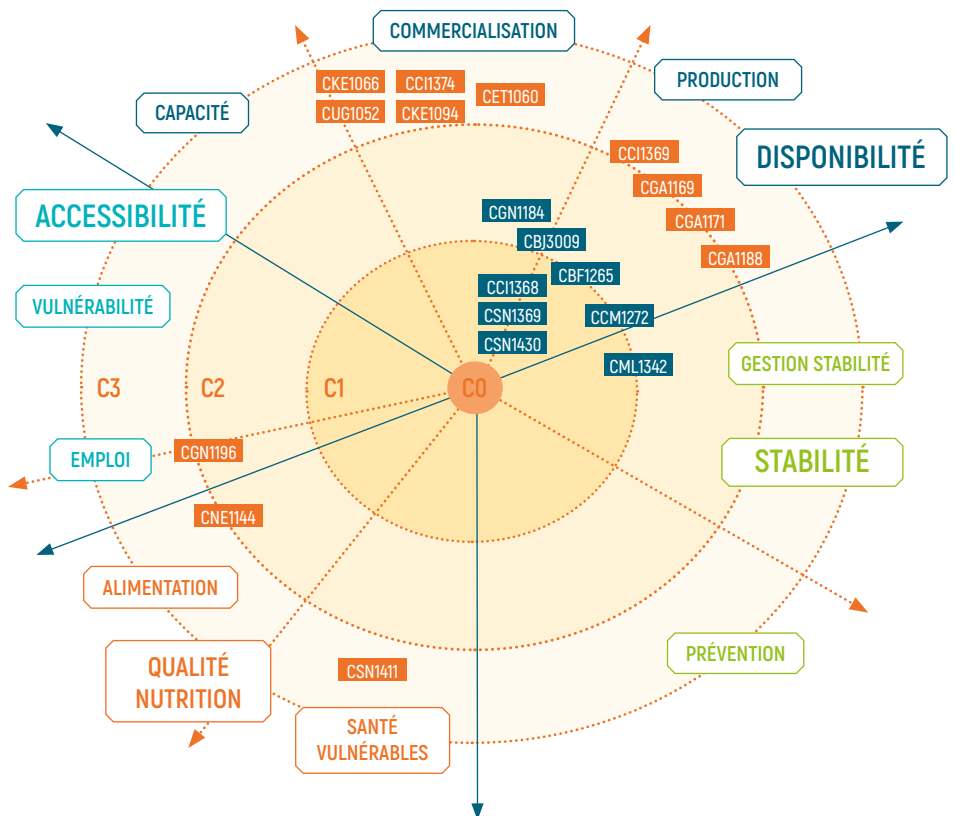 COMMERCIALISATION
PRODUCTION
CAPACITÉ
CKE1066
CCI1374
CET1060
CUG1052
CKE1094
DISPONIBILITÉ
CCI1369
CGA1169
ACCESSIBILITÉ
CGN1184
CGA1171
CBJ3009
CGA1188
CBF1265
CCI1368
VULNÉRABILITÉ
CSN1369
CCM1272
CSN1430
GESTION STABILITÉ
CML1342
C3
C2
C1
C0
EMPLOI
CGN1196
STABILITÉ
CNE1144
ALIMENTATION
PRÉVENTION
QUALITÉ
NUTRITION
CSN1411
SANTÉ
VULNÉRABLES